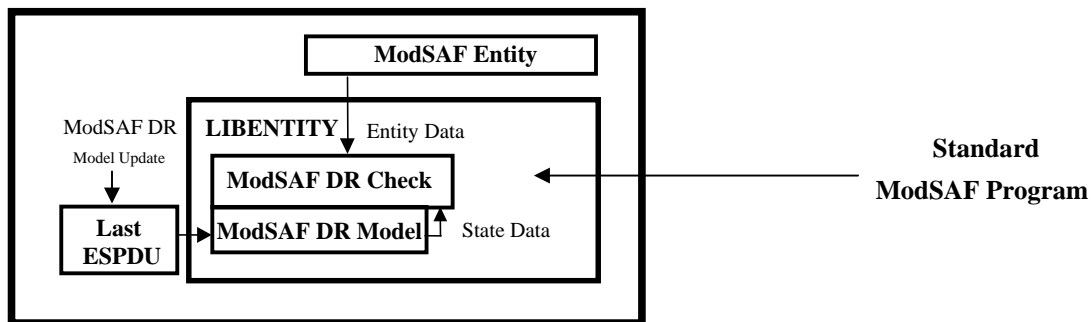 ModSAF Entity
ModSAF DR
Model Update
LIBENTITY
Entity Data
ModSAF DR Check
Last
ESPDU
ModSAF DR Model
State Data
Standard
ModSAF Program